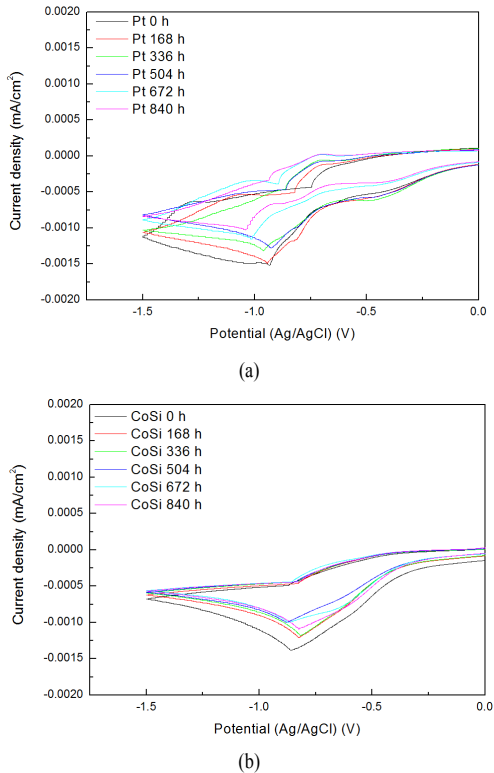 0.0020
0.0015
0.0010
0.0005
0.0000
-0.0005
-0.0010
-0.0015
-0.0020
Current density (mA/cm²)
Pt 0 h
Pt 168 h
Pt 336 h
Pt 504 h
Pt 672 h
Pt 840 h
-1.5 -1.0 -0.5 0.0
Potential (Ag/AgCl) (V)
(a)
0.0020
0.0015
0.0010
0.0005
0.0000
-0.0005
-0.0010
-0.0015
-0.0020
Current density (mA/cm²)
CoSi 0 h
CoSi 168 h
CoSi 336 h
CoSi 504 h
CoSi 672 h
CoSi 840 h
-1.5 -1.0 -0.5 0.0
Potential (Ag/AgCl) (V)
(b)